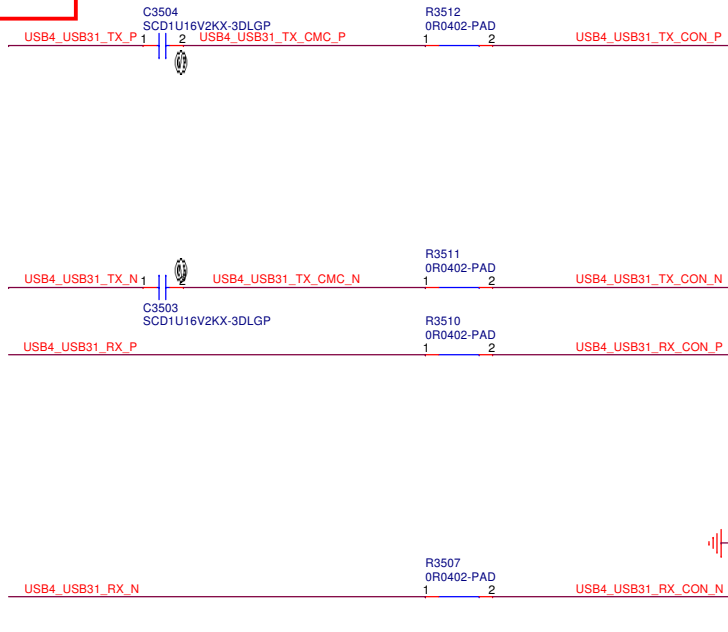 C3504
SCD1U16V2KX-3DLGP
USB4_USB31_TX_P 1 2 USB4_USB31_TX_CMC_P
R3512
0R0402-PAD
1 2 USB4_USB31_TX_CON_P
USB4_USB31_TX_N 1 2 USB4_USB31_TX_CMC_N
C3503
SCD1U16V2KX-3DLGP
R3511
0R0402-PAD
1 2 USB4_USB31_TX_CON_N
R3510
0R0402-PAD
USB4_USB31_RX_P 1 2 USB4_USB31_RX_CON_P
R3507
0R0402-PAD
USB4_USB31_RX_N 1 2 USB4_USB31_RX_CON_N